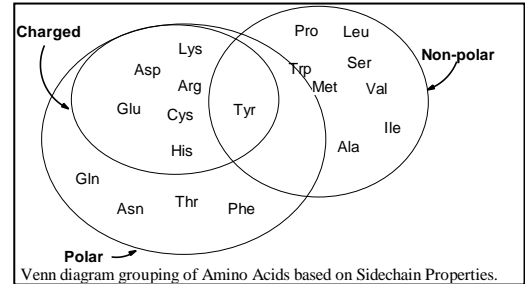 Charged
Lys
Pro
Leu
Asp
Trp
Ser
Non-polar
Arg
Met
Val
Glu
Cys
Tyr
Ile
His
Ala
Gln
Asn
Thr
Phe
Polar
Venn diagram grouping of Amino Acids based on Sidechain Properties.